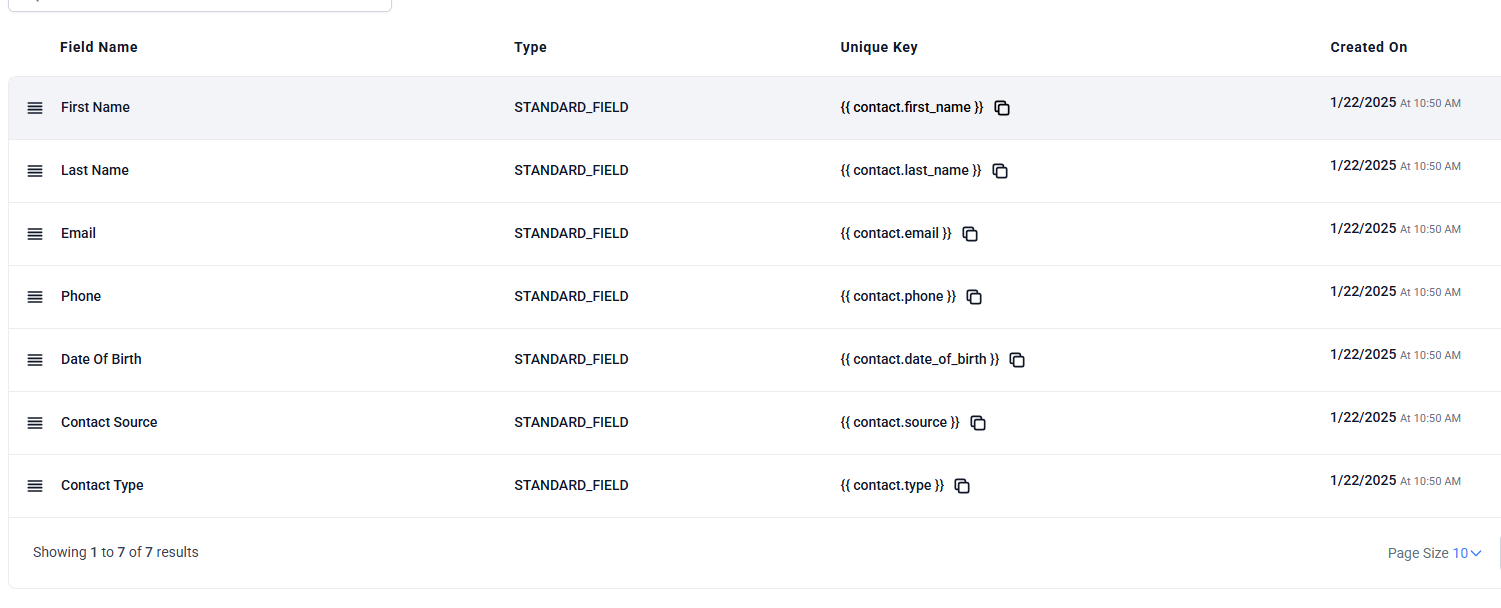 Field Name Type Unique Key Created On
First Name STANDARD_FIELD {{ contact.first_name }} 1/22/2025 At 10:50 AM
Last Name STANDARD_FIELD {{ contact.last_name }} 1/22/2025 At 10:50 AM
Email STANDARD_FIELD {{ contact.email }} 1/22/2025 At 10:50 AM
Phone STANDARD_FIELD {{ contact.phone }} 1/22/2025 At 10:50 AM
Date Of Birth STANDARD_FIELD {{ contact.date_of_birth }} 1/22/2025 At 10:50 AM
Contact Source STANDARD_FIELD {{ contact.source }} 1/22/2025 At 10:50 AM
Contact Type STANDARD_FIELD {{ contact.type }} 1/22/2025 At 10:50 AM
Showing 1 to 7 of 7 results Page Size 10